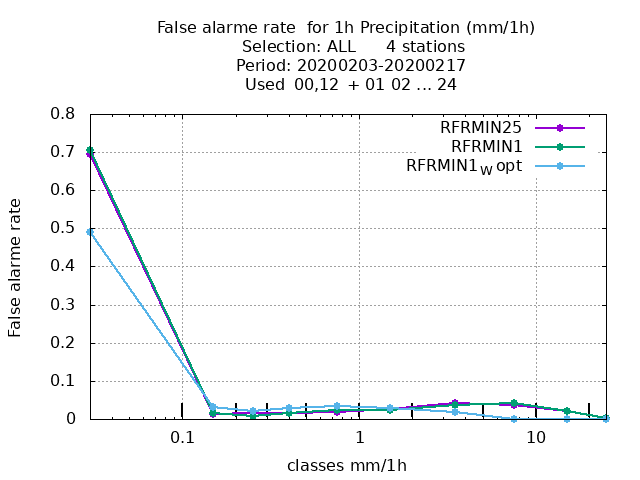 False alarme rate  for 1h Precipitation (mm/1h)
Selection: ALL      4 stations
Period: 20200203-20200217
Used  00,12  + 01 02 ... 24
RFRMIN25
RFRMIN1
RFRMIN1W opt
0.8
0.7
0.6
0.5
0.4
0.3
0.2
0.1
0
False alarme rate
0.1 1 10
classes mm/1h